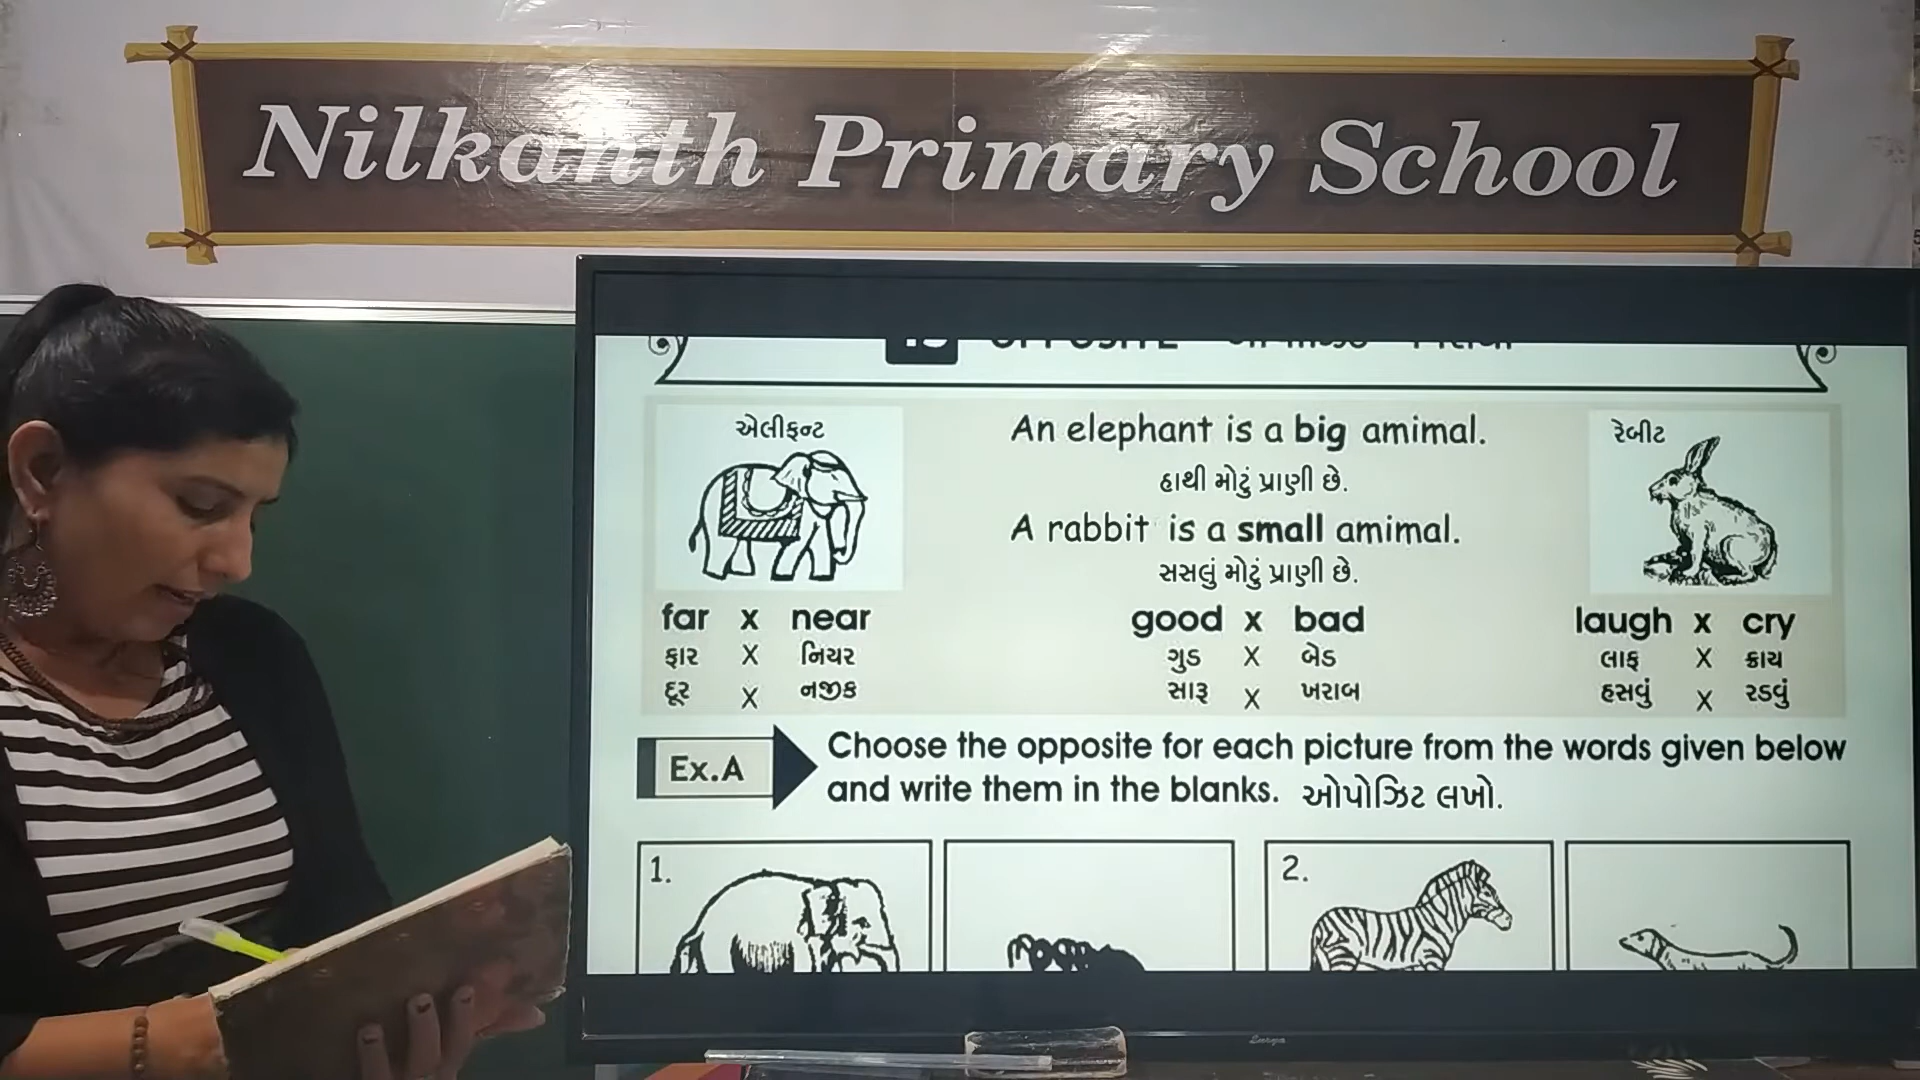 Nilkanth Primary School
OPPOSITE
એલીફન્ટ
An elephant is a big amimal.
રેબીટ
હાથી મોટું પ્રાણી છે.
A rabbit is a small amimal.
સસલું મોટું પ્રાણી છે.
far x near good x bad laugh x cry
ફાર X નિયર ગુડ X બેડ લાફ X ક્રાય
દૂર X નજીક સારૂ X ખરાબ હસવું X રડવું
Ex.A Choose the opposite for each picture from the words given below
and write them in the blanks. ઓપોઝિટ લખો.
1. 2.